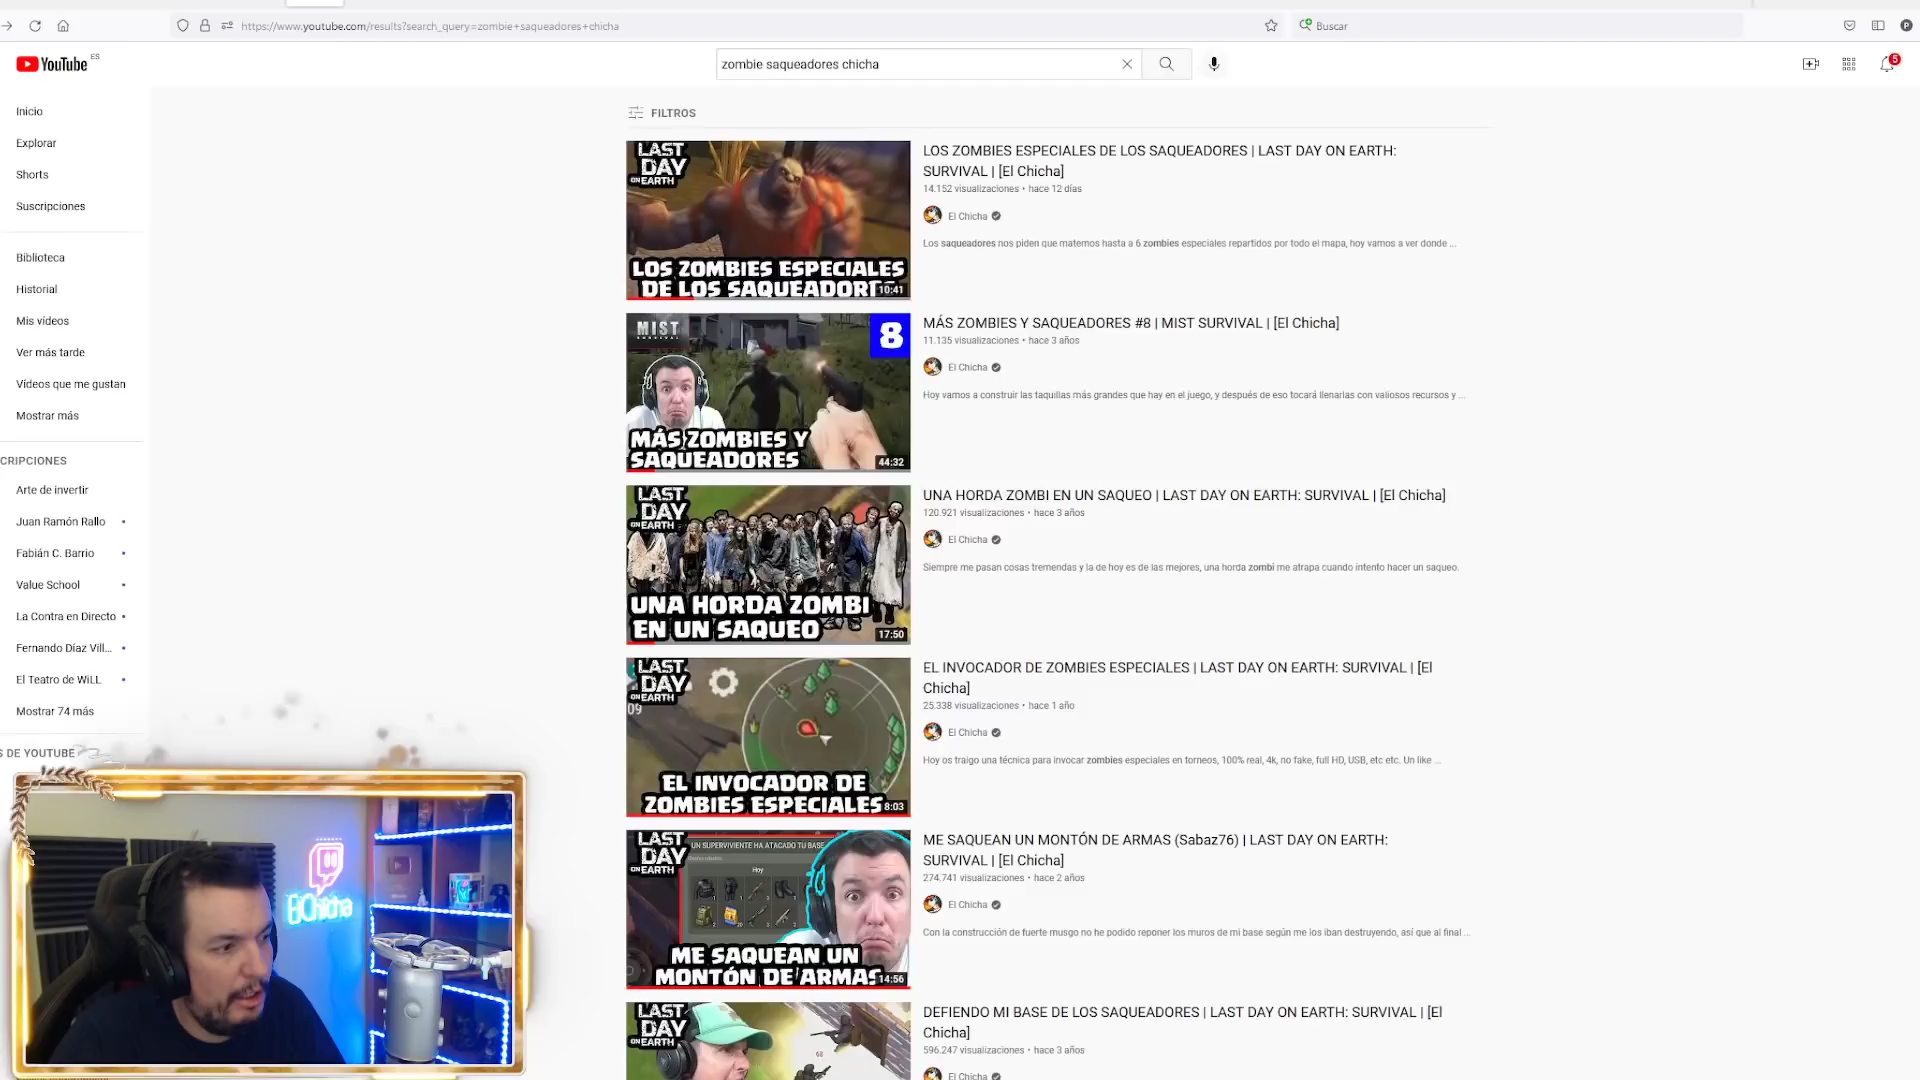 https://www.youtube.com/results?search_query=zombie+saqueadores+chicha
Buscar
YouTube ES
zombie saqueadores chicha
5
Inicio
Explorar
Shorts
Suscripciones
Biblioteca
Historial
Mis vídeos
Ver más tarde
Vídeos que me gustan
Mostrar más
CRIPCIONES
Arte de invertir
Juan Ramón Rallo
Fabián C. Barrio
Value School
La Contra en Directo
Fernando Díaz Vill...
El Teatro de WiLL
Mostrar 74 más
S DE YOUTUBE
ElChicha
FILTROS
LAST
DAY
ON EARTH
LOS ZOMBIES ESPECIALES
DE LOS SAQUEADOR
10:41
LOS ZOMBIES ESPECIALES DE LOS SAQUEADORES | LAST DAY ON EARTH:
SURVIVAL | [El Chicha]
14.152 visualizaciones • hace 12 días
El Chicha
Los saqueadores nos piden que matemos hasta a 6 zombies especiales repartidos por todo el mapa, hoy vamos a ver donde ...
MIST
SURVIVAL
8
MÁS ZOMBIES Y
SAQUEADORES
44:32
MÁS ZOMBIES Y SAQUEADORES #8 | MIST SURVIVAL | [El Chicha]
11.135 visualizaciones • hace 3 años
El Chicha
Hoy vamos a construir las taquillas más grandes que hay en el juego, y después de eso tocará llenarlas con valiosos recursos y ...
LAST
DAY
ON EARTH
UNA HORDA ZOMBI
EN UN SAQUEO
17:50
UNA HORDA ZOMBI EN UN SAQUEO | LAST DAY ON EARTH: SURVIVAL | [El Chicha]
120.921 visualizaciones • hace 3 años
El Chicha
Siempre me pasan cosas tremendas y la de hoy es de las mejores, una horda zombi me atrapa cuando intento hacer un saqueo.
LAST
DAY
ON EARTH
09
EL INVOCADOR DE
ZOMBIES ESPECIALES
8:03
EL INVOCADOR DE ZOMBIES ESPECIALES | LAST DAY ON EARTH: SURVIVAL | [El
Chicha]
25.338 visualizaciones • hace 1 año
El Chicha
Hoy os traigo una técnica para invocar zombies especiales en torneos, 100% real, 4k, no fake, full HD, USB, etc etc. Un like ...
LAST
DAY
ON EARTH
UN SUPERVIVIENTE HA ATACADO TU BASE
Hoy
ME SAQUEAN UN
MONTÓN DE ARMAS
14:56
ME SAQUEAN UN MONTÓN DE ARMAS (Sabaz76) | LAST DAY ON EARTH:
SURVIVAL | [El Chicha]
274.741 visualizaciones • hace 2 años
El Chicha
Con la construcción de fuerte musgo no he podido reponer los muros de mi base según me los iban destruyendo, así que al final ...
LAST
DAY
ON EARTH
DEFIENDO MI BASE DE LOS SAQUEADORES | LAST DAY ON EARTH: SURVIVAL | [El
Chicha]
596.247 visualizaciones • hace 3 años
El Chicha